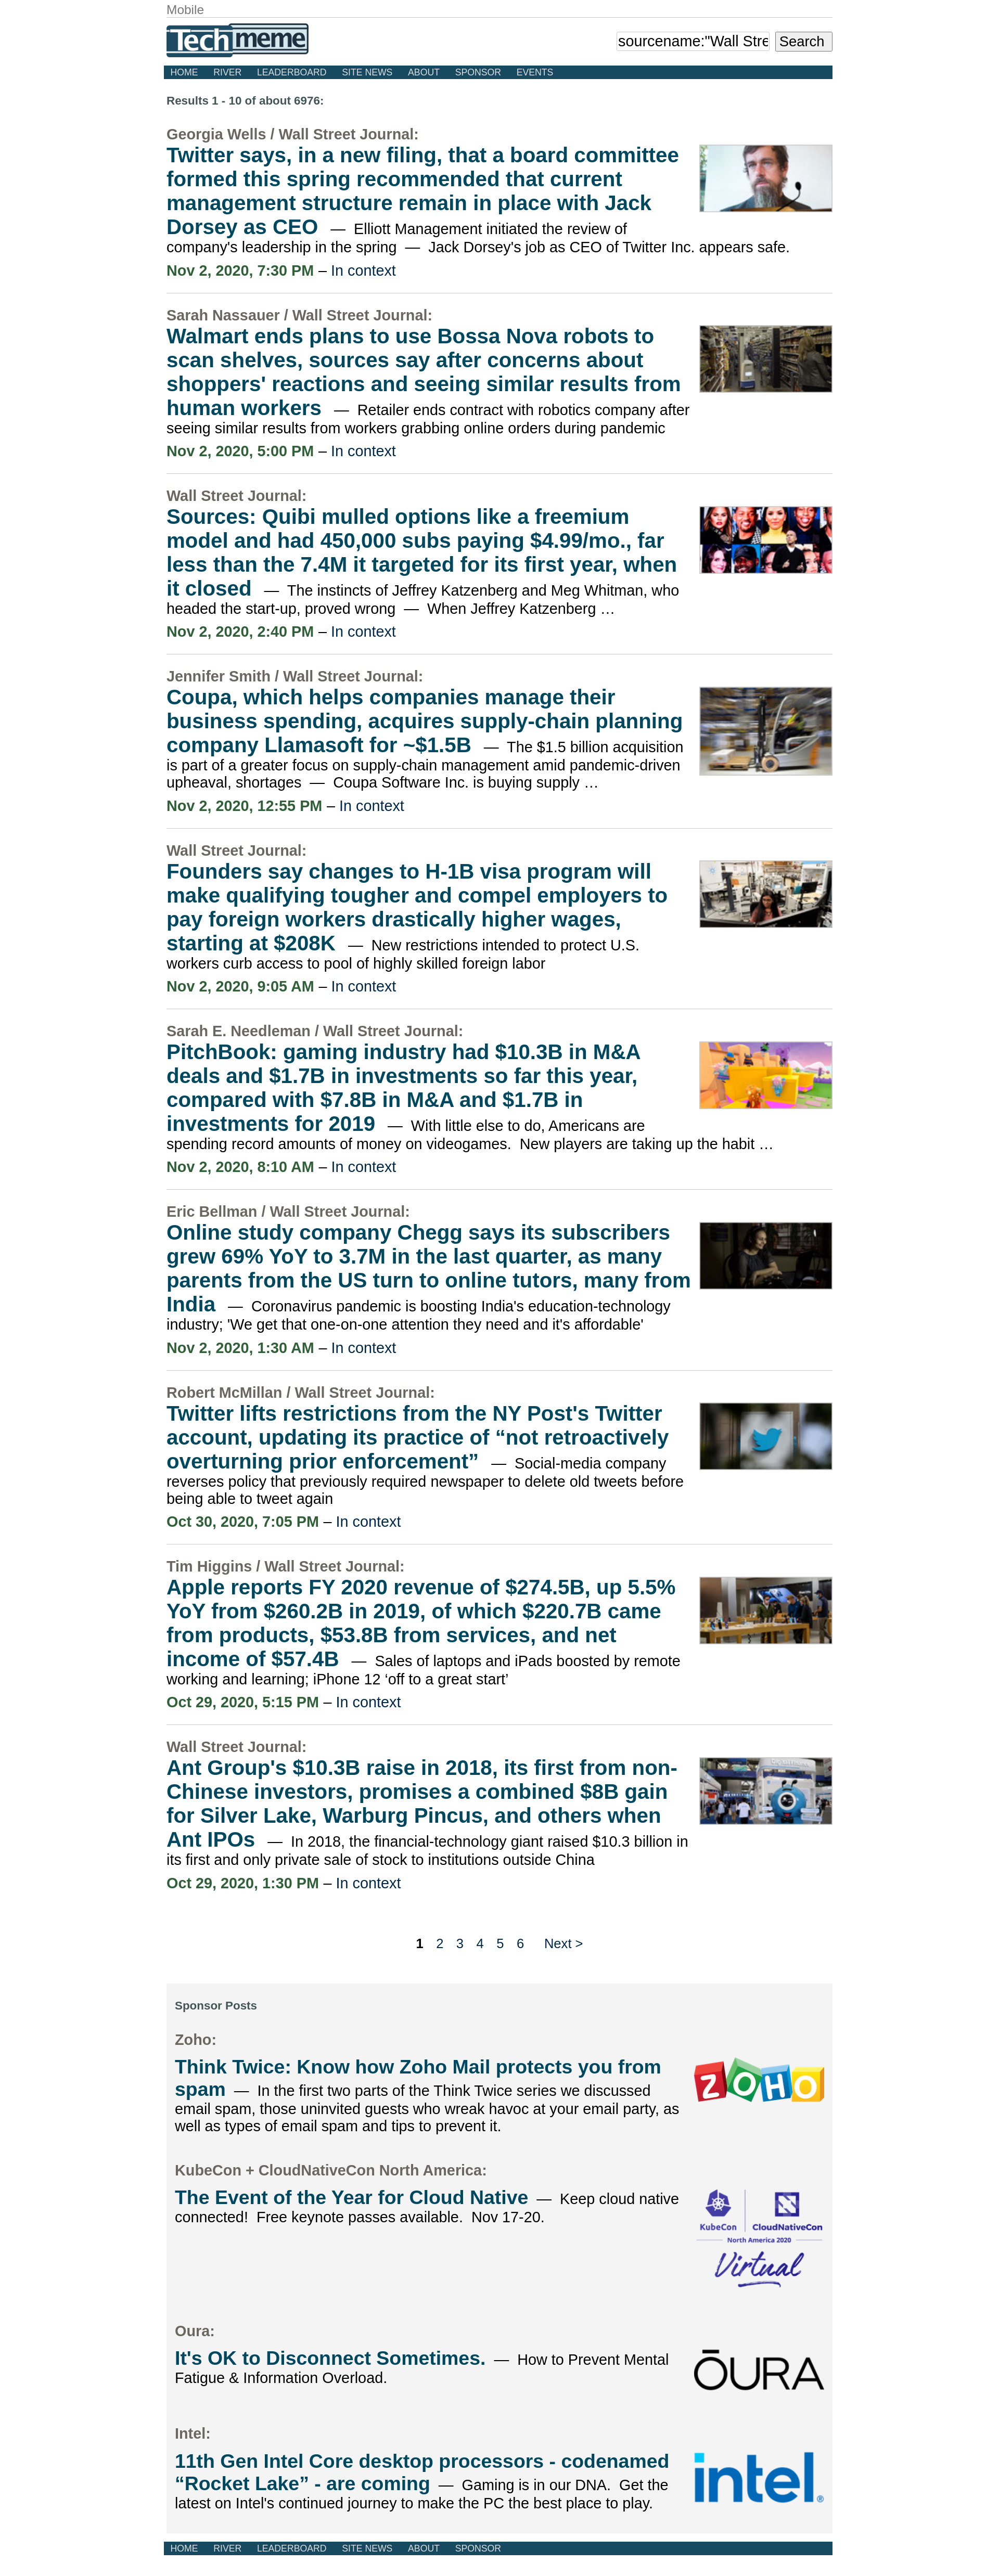 Mobile
Techmeme
sourcename:"Wall Stre
Search
HOME RIVER LEADERBOARD SITE NEWS ABOUT SPONSOR EVENTS
Results 1 - 10 of about 6976:
Georgia Wells / Wall Street Journal:
Twitter says, in a new filing, that a board committee
formed this spring recommended that current
management structure remain in place with Jack
Dorsey as CEO — Elliott Management initiated the review of
company's leadership in the spring — Jack Dorsey's job as CEO of Twitter Inc. appears safe.
Nov 2, 2020, 7:30 PM – In context
Sarah Nassauer / Wall Street Journal:
Walmart ends plans to use Bossa Nova robots to
scan shelves, sources say after concerns about
shoppers' reactions and seeing similar results from
human workers — Retailer ends contract with robotics company after
seeing similar results from workers grabbing online orders during pandemic
Nov 2, 2020, 5:00 PM – In context
Wall Street Journal:
Sources: Quibi mulled options like a freemium
model and had 450,000 subs paying $4.99/mo., far
less than the 7.4M it targeted for its first year, when
it closed — The instincts of Jeffrey Katzenberg and Meg Whitman, who
headed the start-up, proved wrong — When Jeffrey Katzenberg …
Nov 2, 2020, 2:40 PM – In context
Jennifer Smith / Wall Street Journal:
Coupa, which helps companies manage their
business spending, acquires supply-chain planning
company Llamasoft for ~$1.5B — The $1.5 billion acquisition
is part of a greater focus on supply-chain management amid pandemic-driven
upheaval, shortages — Coupa Software Inc. is buying supply …
Nov 2, 2020, 12:55 PM – In context
Wall Street Journal:
Founders say changes to H-1B visa program will
make qualifying tougher and compel employers to
pay foreign workers drastically higher wages,
starting at $208K — New restrictions intended to protect U.S.
workers curb access to pool of highly skilled foreign labor
Nov 2, 2020, 9:05 AM – In context
Sarah E. Needleman / Wall Street Journal:
PitchBook: gaming industry had $10.3B in M&A
deals and $1.7B in investments so far this year,
compared with $7.8B in M&A and $1.7B in
investments for 2019 — With little else to do, Americans are
spending record amounts of money on videogames. New players are taking up the habit …
Nov 2, 2020, 8:10 AM – In context
Eric Bellman / Wall Street Journal:
Online study company Chegg says its subscribers
grew 69% YoY to 3.7M in the last quarter, as many
parents from the US turn to online tutors, many from
India — Coronavirus pandemic is boosting India's education-technology
industry; 'We get that one-on-one attention they need and it's affordable'
Nov 2, 2020, 1:30 AM – In context
Robert McMillan / Wall Street Journal:
Twitter lifts restrictions from the NY Post's Twitter
account, updating its practice of “not retroactively
overturning prior enforcement” — Social-media company
reverses policy that previously required newspaper to delete old tweets before
being able to tweet again
Oct 30, 2020, 7:05 PM – In context
Tim Higgins / Wall Street Journal:
Apple reports FY 2020 revenue of $274.5B, up 5.5%
YoY from $260.2B in 2019, of which $220.7B came
from products, $53.8B from services, and net
income of $57.4B — Sales of laptops and iPads boosted by remote
working and learning; iPhone 12 ‘off to a great start’
Oct 29, 2020, 5:15 PM – In context
Wall Street Journal:
Ant Group's $10.3B raise in 2018, its first from non-
Chinese investors, promises a combined $8B gain
for Silver Lake, Warburg Pincus, and others when
Ant IPOs — In 2018, the financial-technology giant raised $10.3 billion in
its first and only private sale of stock to institutions outside China
Oct 29, 2020, 1:30 PM – In context
1 2 3 4 5 6 Next >
Sponsor Posts
Zoho:
Think Twice: Know how Zoho Mail protects you from
spam — In the first two parts of the Think Twice series we discussed
email spam, those uninvited guests who wreak havoc at your email party, as
well as types of email spam and tips to prevent it.
ZOHO
KubeCon + CloudNativeCon North America:
The Event of the Year for Cloud Native — Keep cloud native
connected! Free keynote passes available. Nov 17-20.
KubeCon CloudNativeCon
North America 2020
Virtual
Oura:
It's OK to Disconnect Sometimes. — How to Prevent Mental
Fatigue & Information Overload.
ŌURA
Intel:
11th Gen Intel Core desktop processors - codenamed
“Rocket Lake” - are coming — Gaming is in our DNA. Get the
latest on Intel's continued journey to make the PC the best place to play.
intel®
HOME RIVER LEADERBOARD SITE NEWS ABOUT SPONSOR